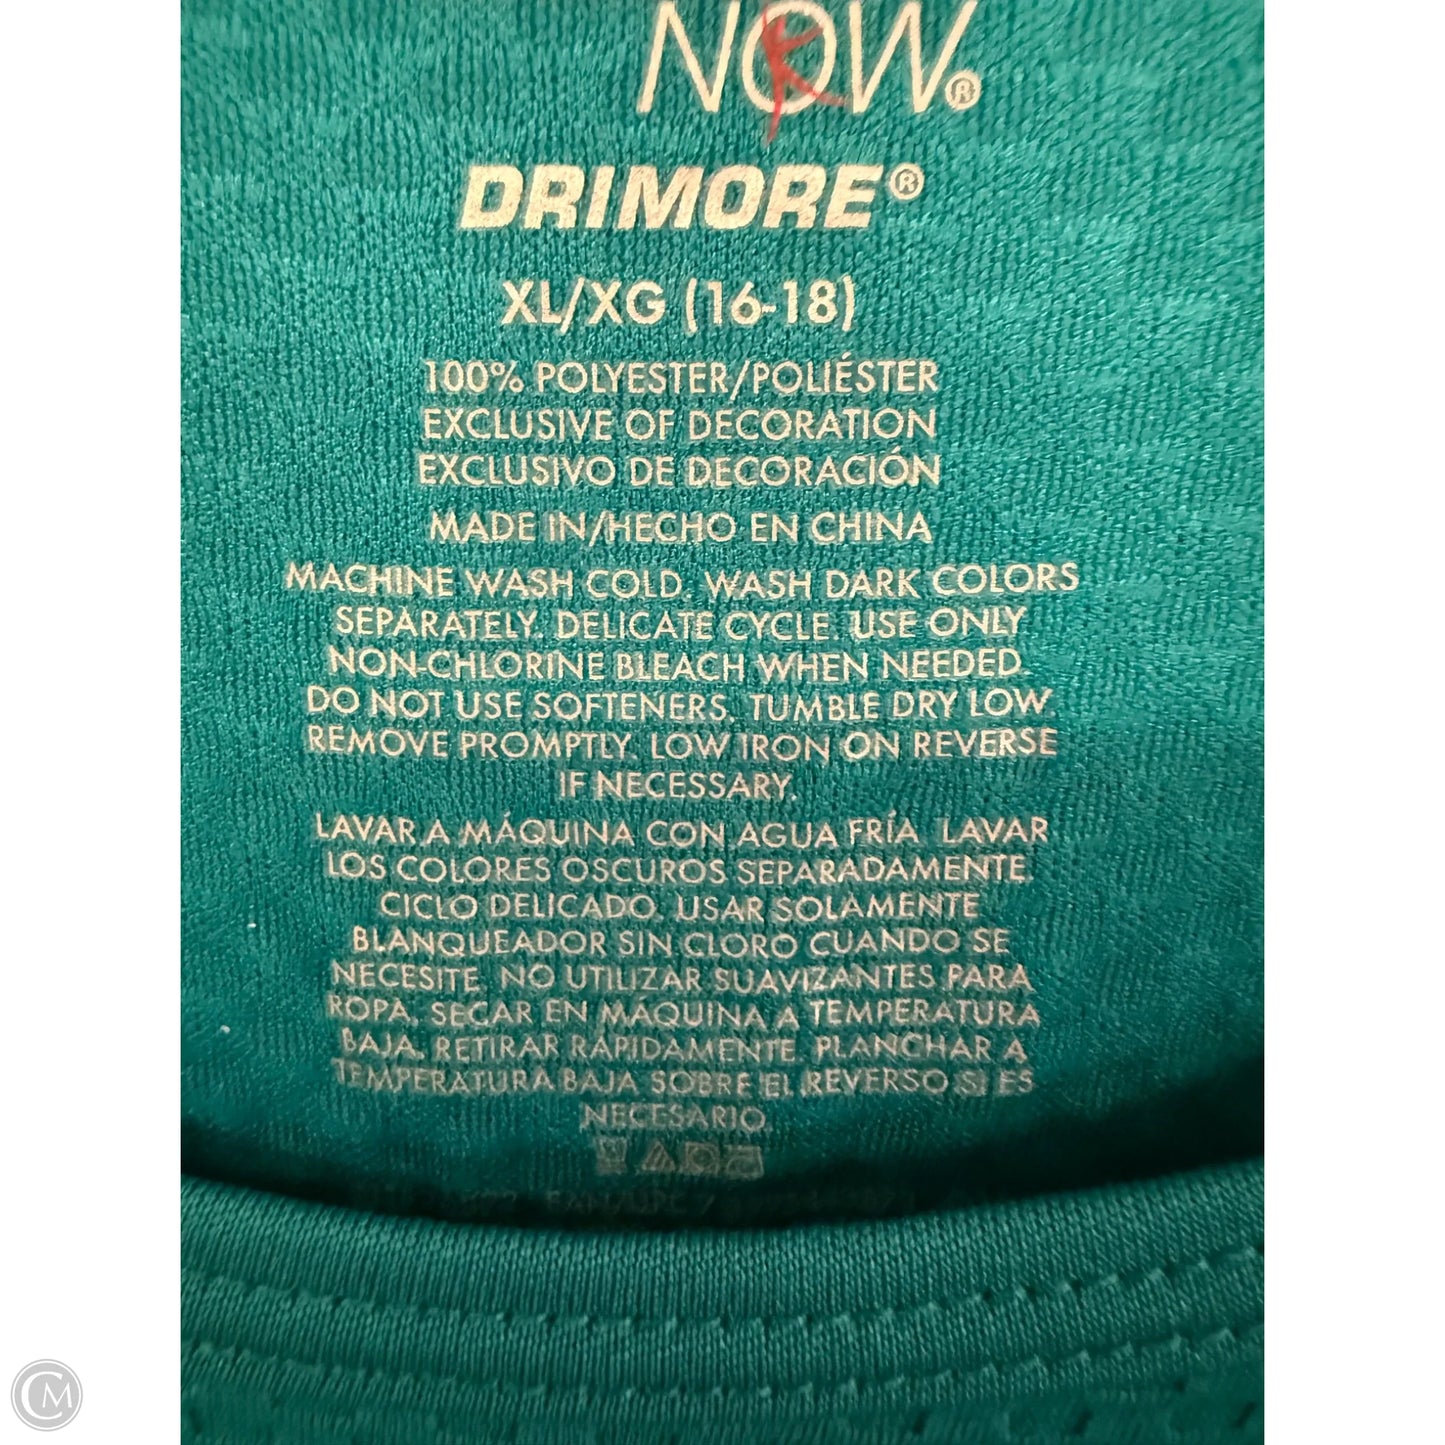 NOW®
DRIMORE®
XL/XG (16-18)
100% POLYESTER/POLIÉSTER
EXCLUSIVE OF DECORATION
EXCLUSIVO DE DECORACIÓN
MADE IN/HECHO EN CHINA
MACHINE WASH COLD. WASH DARK COLORS
SEPARATELY. DELICATE CYCLE. USE ONLY
NON-CHLORINE BLEACH WHEN NEEDED.
DO NOT USE SOFTENERS. TUMBLE DRY LOW.
REMOVE PROMPTLY. LOW IRON ON REVERSE
IF NECESSARY.
LAVAR A MÁQUINA CON AGUA FRÍA. LAVAR
LOS COLORES OSCUROS SEPARADAMENTE.
CICLO DELICADO. USAR SOLAMENTE
BLANQUEADOR SIN CLORO CUANDO SE
NECESITE. NO UTILIZAR SUAVIZANTES PARA
ROPA. SECAR EN MÁQUINA A TEMPERATURA
BAJA. RETIRAR RÁPIDAMENTE. PLANCHAR A
TEMPERATURA BAJA SOBRE EL REVERSO SI ES
NECESARIO.
CM